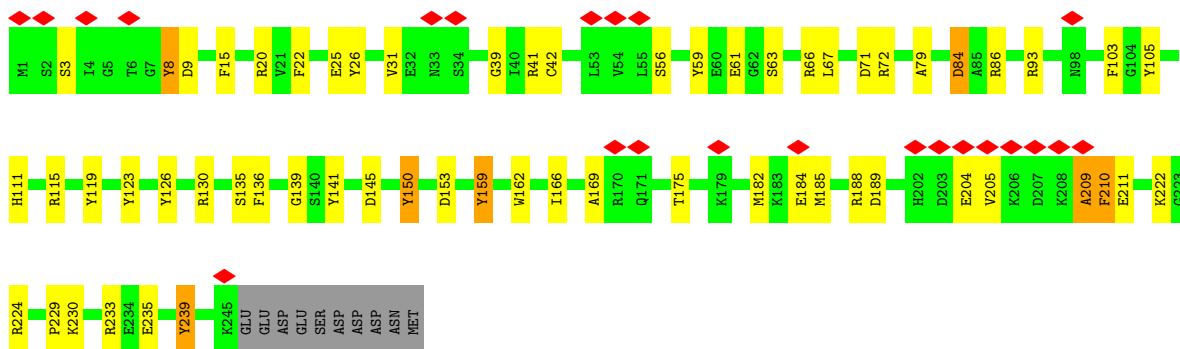 M1 S2 S3 I4 G5 T6 G7 Y8 D9 F15 R20 V21 F22 E25 Y26 V31 E32 N33 S34 G39 I40 R41 C42 L53 V54 L55 S56 Y59 E60 E61 G62 S63 R66 L67 D71 R72 A79 D84 A85 R86 R93 N98 F103 G104 Y105
H111 R115 Y119 Y123 Y126 R130 S135 F136 G139 S140 Y141 D145 Y150 D153 Y159 W162 I166 A169 R170 Q171 T175 K179 M182 K183 E184 M185 R188 D189 H202 D203 E204 V205 K206 D207 K208 A209 F210 E211 K222 G223
R224 P229 K230 R233 E234 E235 Y239 K245 GLU GLU ASP GLU SER ASP ASP ASP ASN MET